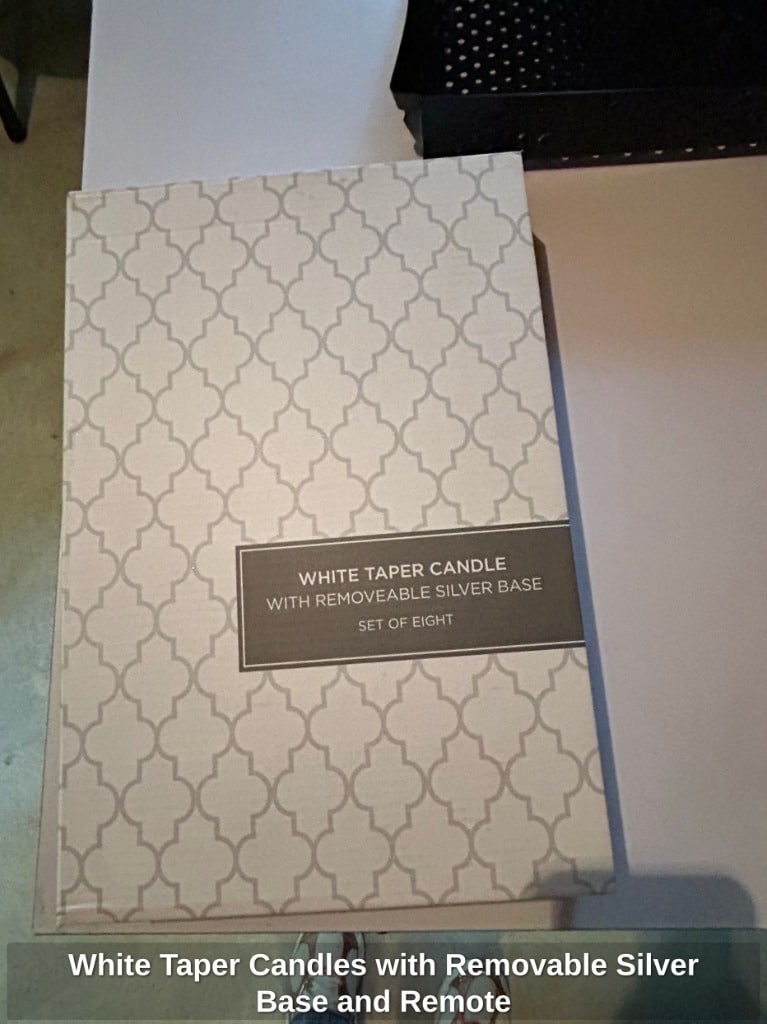 WHITE TAPER CANDLE
WITH REMOVEABLE SILVER BASE
SET OF EIGHT
White Taper Candles with Removable Silver
Base and Remote